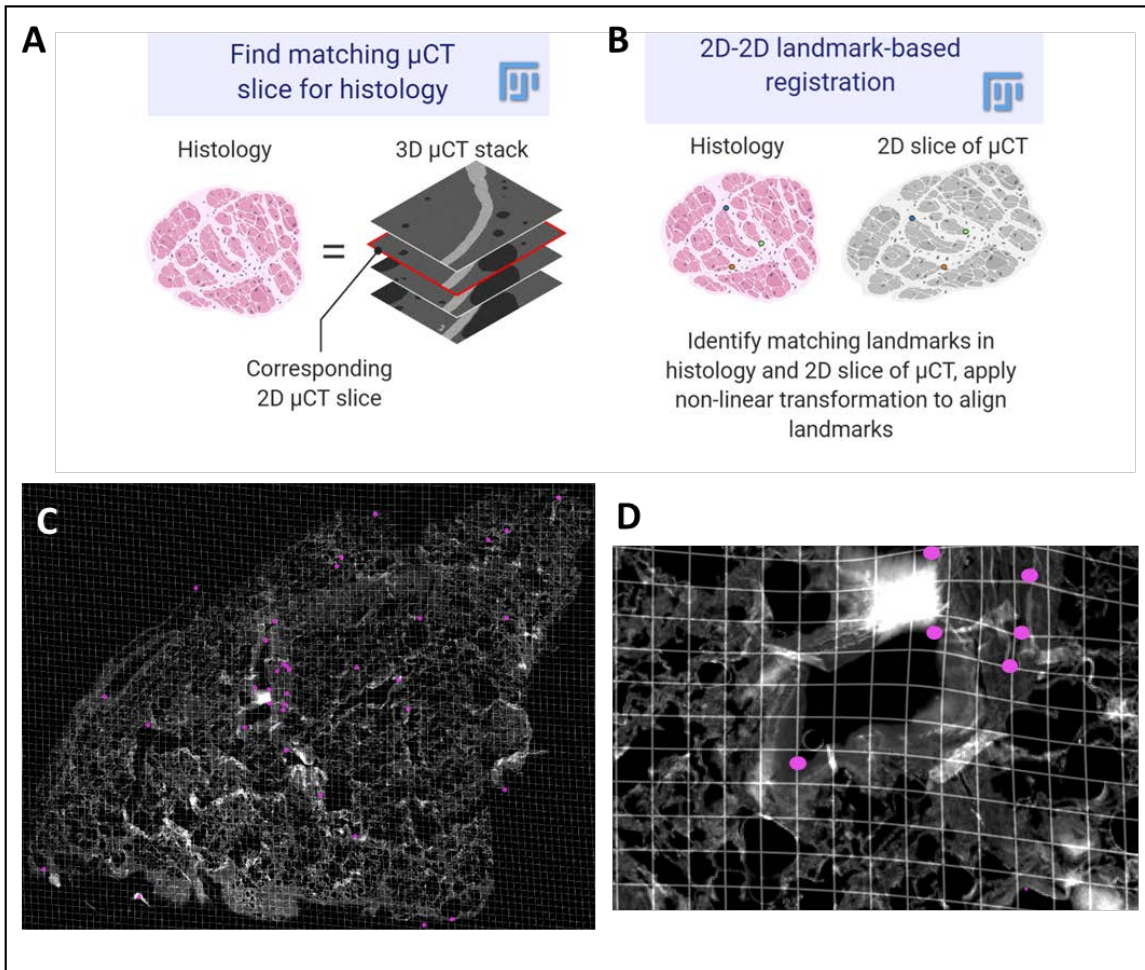 A
Find matching µCT
slice for histology
Histology
3D µCT stack
=
Corresponding
2D µCT slice
B
2D-2D landmark-based
registration
Histology
2D slice of µCT
Identify matching landmarks in
histology and 2D slice of µCT, apply
non-linear transformation to align
landmarks
C
D